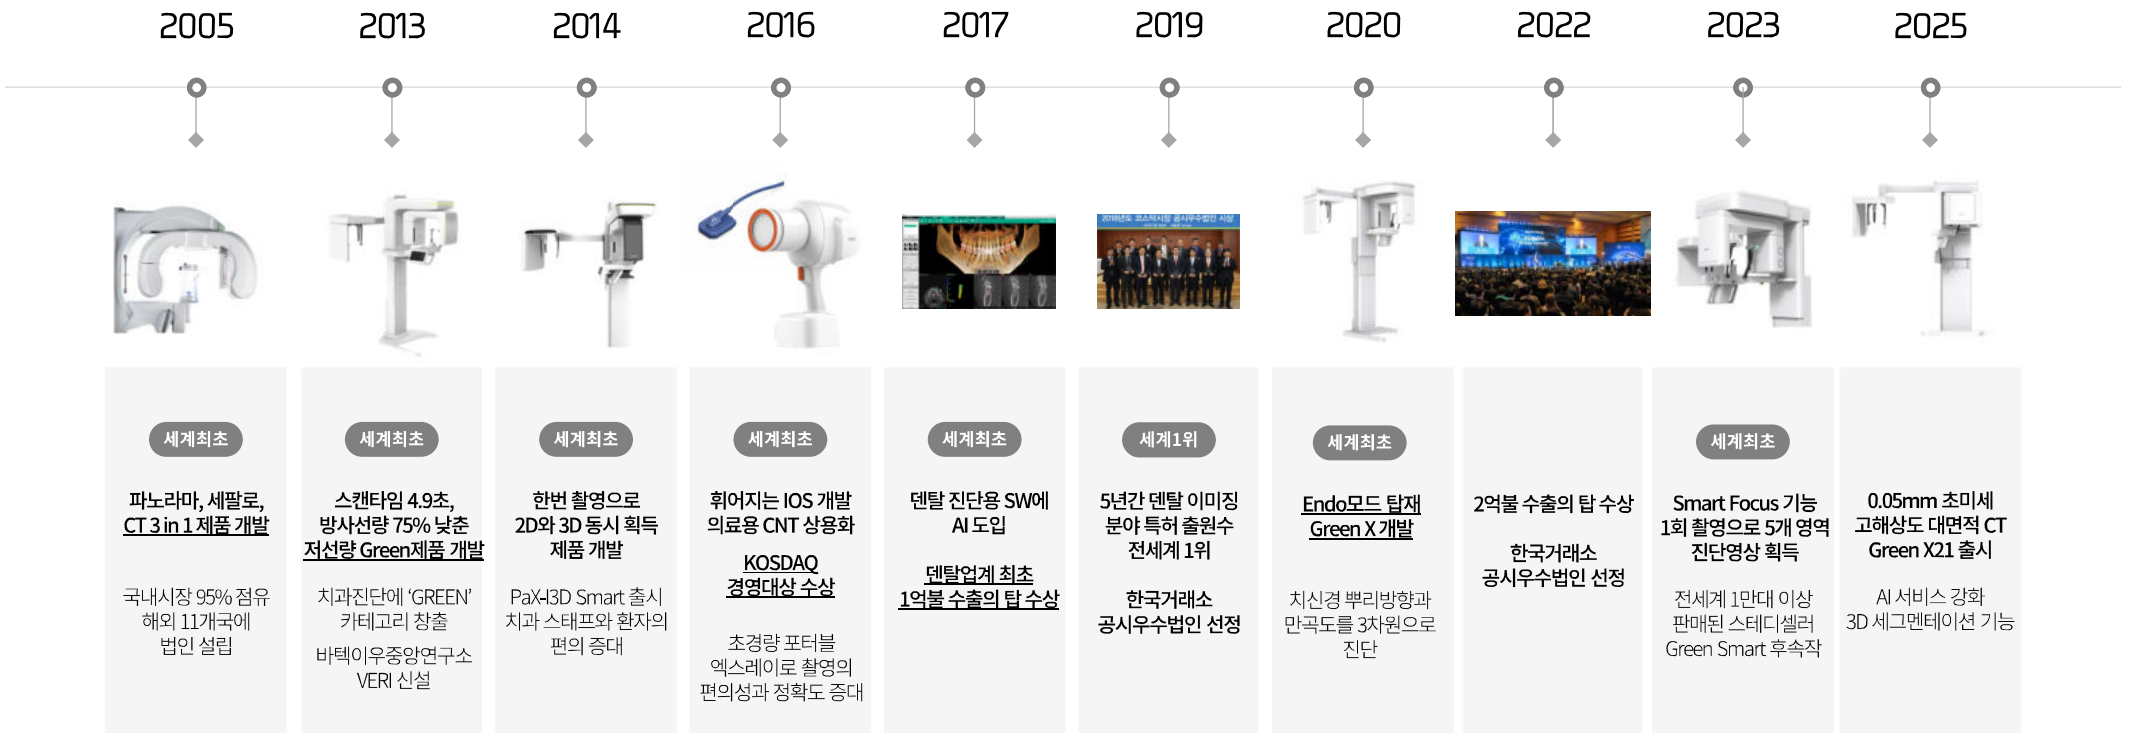 2005
2013
2014
2016
2017
2019
2020
2022
2023
2025
2018년도 코스닥시장 공시우수법인 시상
세계최초
파노라마, 세팔로,
CT 3 in 1 제품 개발
국내시장 95% 점유
해외 11개국에
법인 설립
세계최초
스캔타임 4.9초,
방사선량 75% 낮춘
저선량 Green제품 개발
치과진단에 ‘GREEN’
카테고리 창출
바텍이우중앙연구소
VERI 신설
세계최초
한번 촬영으로
2D와 3D 동시 획득
제품 개발
PaX-I3D Smart 출시
치과 스태프와 환자의
편의 증대
세계최초
휘어지는 IOS 개발
의료용 CNT 상용화
KOSDAQ
경영대상 수상
초경량 포터블
엑스레이로 촬영의
편의성과 정확도 증대
세계최초
덴탈 진단용 SW에
AI 도입
덴탈업계 최초
1억불 수출의 탑 수상
세계1위
5년간 덴탈 이미징
분야 특허 출원수
전세계 1위
한국거래소
공시우수법인 선정
세계최초
Endo모드 탑재
Green X 개발
치신경 뿌리방향과
만곡도를 3차원으로
진단
2억불 수출의 탑 수상
한국거래소
공시우수법인 선정
세계최초
Smart Focus 기능
1회 촬영으로 5개 영역
진단영상 획득
전세계 1만대 이상
판매된 스테디셀러
Green Smart 후속작
0.05mm 초미세
고해상도 대면적 CT
Green X21 출시
AI 서비스 강화
3D 세그멘테이션 기능